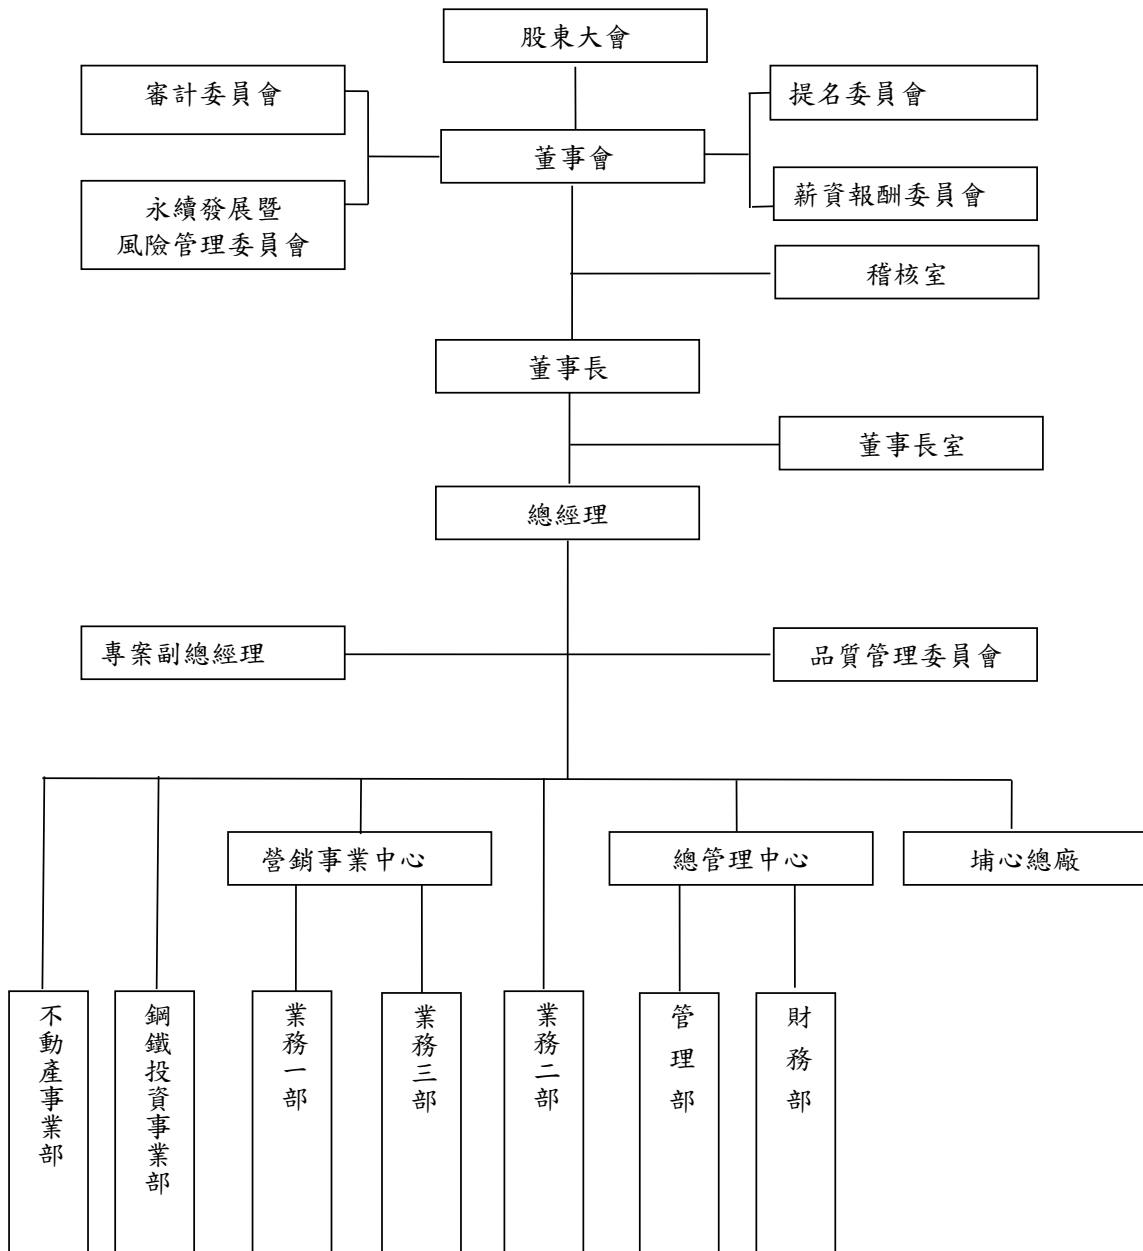 股東大會
審計委員會
提名委員會
董事會
永續發展暨
風險管理委員會
薪資報酬委員會
稽核室
董事長
董事長室
總經理
專案副總經理
品質管理委員會
營銷事業中心
總管理中心
埔心總廠
不動產事業部
鋼鐵投資事業部
業務一部
業務三部
業務二部
管理部
財務部